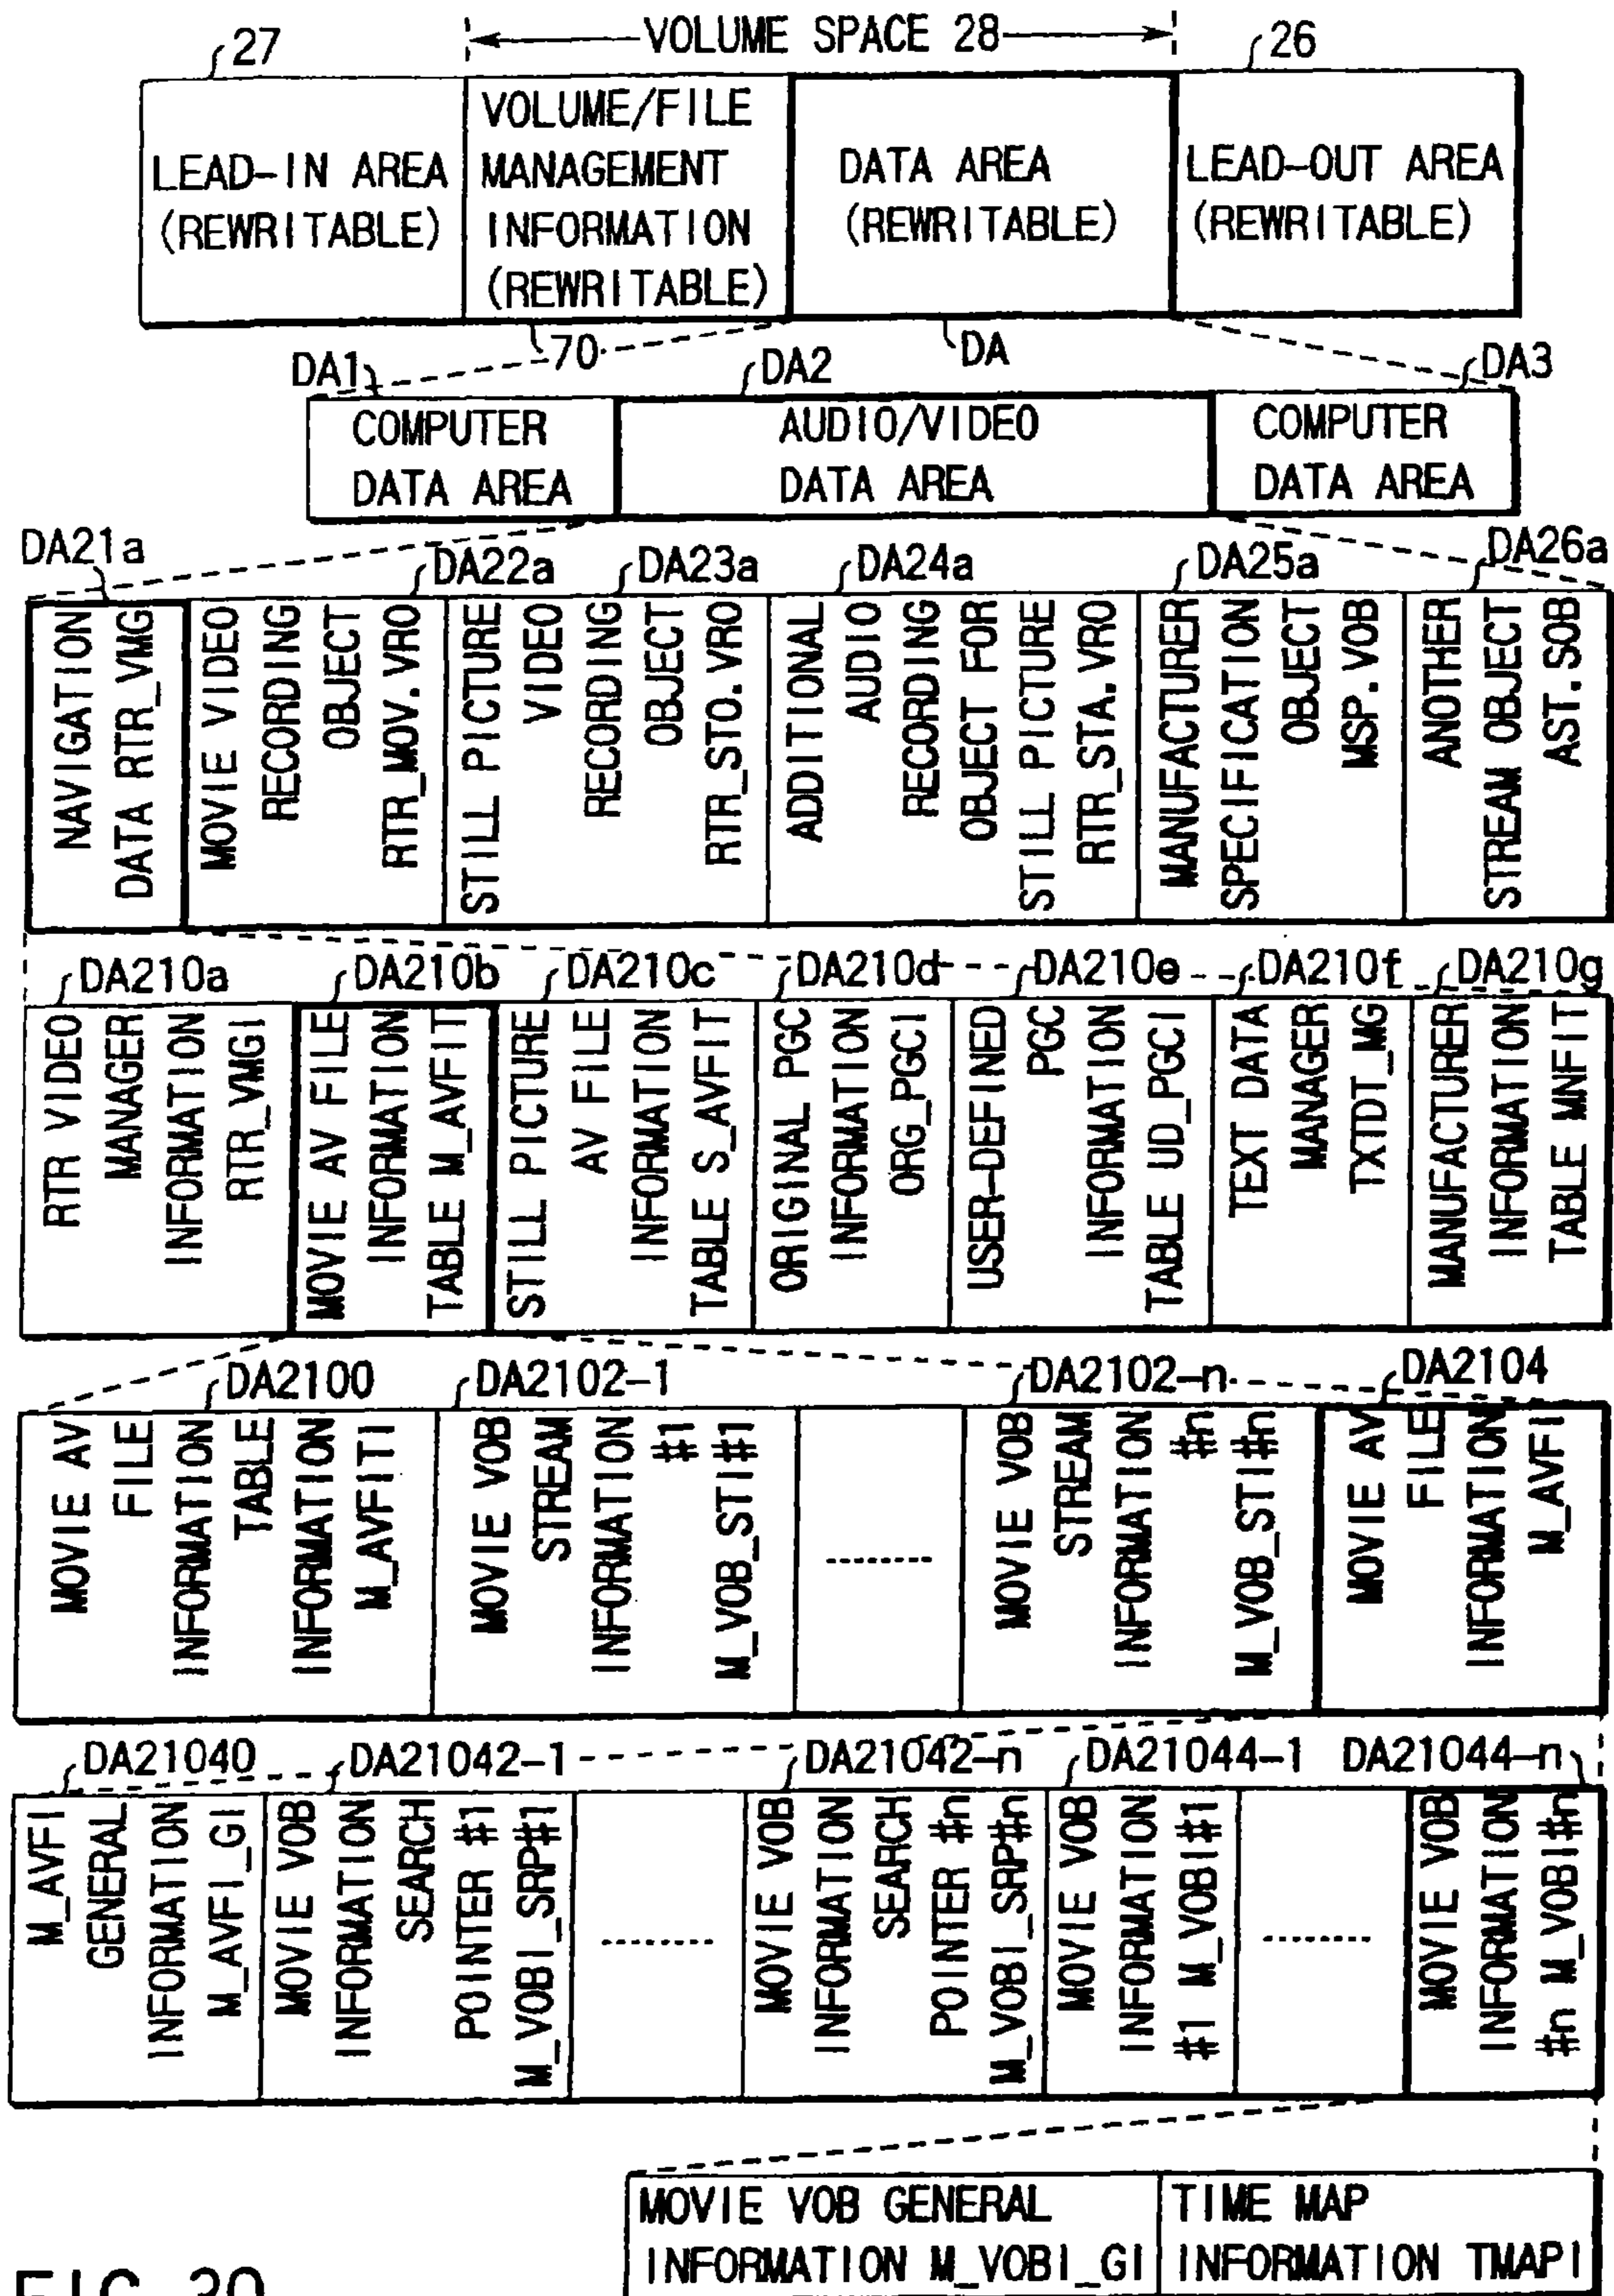 27
VOLUME SPACE 28
26
LEAD-IN AREA
(REWRITABLE)
VOLUME/FILE
MANAGEMENT
INFORMATION
(REWRITABLE)
DATA AREA
(REWRITABLE)
LEAD-OUT AREA
(REWRITABLE)
70
DA
DA1
DA2
DA3
COMPUTER
DATA AREA
AUDIO/VIDEO
DATA AREA
COMPUTER
DATA AREA
DA21a
DA22a
DA23a
DA24a
DA25a
DA26a
NAVIGATION
DATA RTR_VMG
MOVIE VIDEO
RECORDING
OBJECT
RTR_MOV.VRO
STILL PICTURE
VIDEO
RECORDING
OBJECT
RTR_STO.VRO
ADDITIONAL
AUDIO
RECORDING
OBJECT FOR
STILL PICTURE
RTR_STA.VRO
MANUFACTURER
SPECIFICATION
OBJECT
MSP.VOB
ANOTHER
STREAM OBJECT
AST.SOB
DA210a
DA210b
DA210c
DA210d
DA210e
DA210f
DA210g
RTR VIDEO
MANAGER
INFORMATION
RTR_VMGI
MOVIE AV FILE
INFORMATION
TABLE M_AVFIT
STILL PICTURE
AV FILE
INFORMATION
TABLE S_AVFIT
ORIGINAL PGC
INFORMATION
ORG_PGCI
USER-DEFINED
PGC
INFORMATION
TABLE UD_PGCI
TEXT DATA
MANAGER
TXTDT_MG
MANUFACTURER
INFORMATION
TABLE MNFIT
DA2100
DA2102-1
DA2102-n
DA2104
MOVIE AV
FILE
INFORMATION
TABLE
INFORMATION
M_AVFITI
MOVIE VOB
STREAM
INFORMATION
#1
M_VOB_STI#1
MOVIE VOB
STREAM
INFORMATION
#n
M_VOB_STI#n
MOVIE AV
FILE
INFORMATION
M_AVFI
DA21040
DA21042-1
DA21042-n
DA21044-1
DA21044-n
M_AVFI
GENERAL
INFORMATION
M_AVFI_GI
MOVIE VOB
INFORMATION
SEARCH
POINTER #1
M_VOBI_SRP#1
MOVIE VOB
INFORMATION
SEARCH
POINTER #n
M_VOBI_SRP#n
MOVIE VOB
INFORMATION
#1 M_VOBI#1
MOVIE VOB
INFORMATION
#n M_VOBI#n
MOVIE VOB GENERAL
INFORMATION M_VOBI_GI
TIME MAP
INFORMATION TMAPI